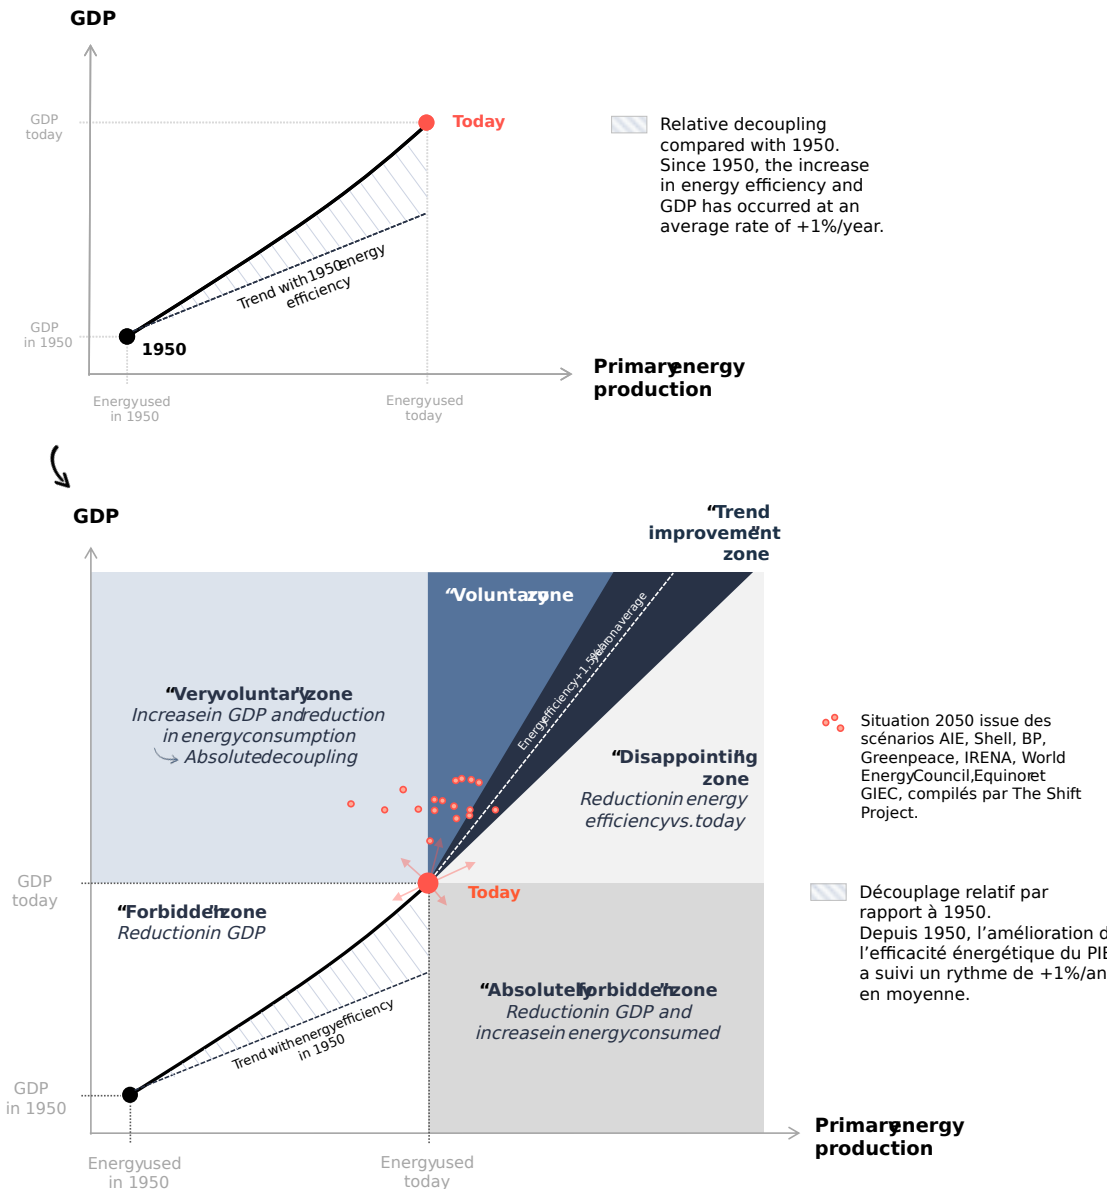 GDP
GDP
today
Today
Relative decoupling
compared with 1950.
Since 1950, the increase
in energy efficiency and
GDP has occurred at an
average rate of +1%/year.
Trend with 1950 energy
efficiency
GDP
in 1950
1950
Primary energy
production
Energy used
in 1950
Energy used
today
GDP
“Trend
improvement”
zone
“Voluntary” zone
Energy efficiency +1,5%/year on average
“Very voluntary” zone
Increase in GDP and reduction
in energy consumption
Absolute decoupling
“Disappointing”
zone
Reduction in energy
efficiency vs. today
Situation 2050 issue des
scénarios AIE, Shell, BP,
Greenpeace, IRENA, World
Energy Council, Equinor et
GIEC, compilés par The Shift
Project.
GDP
today
Today
“Forbidden” zone
Reduction in GDP
Découplage relatif par
rapport à 1950.
Depuis 1950, l’amélioration d
l’efficacité énergétique du PIB
a suivi un rythme de +1%/an
en moyenne.
“Absolutely forbidden” zone
Reduction in GDP and
increase in energy consumed
Trend with energy efficiency
in 1950
GDP
in 1950
Primary energy
production
Energy used
in 1950
Energy used
today